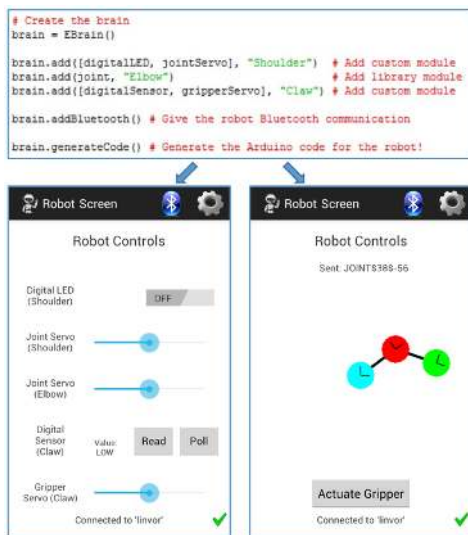 # Create the brain
brain = EBrain()
brain.add([digitalLED, jointServo], "Shoulder") # Add custom module
brain.add(joint, "Elbow") # Add library module
brain.add([digitalSensor, gripperServo], "Claw") # Add custom module
brain.addBluetooth() # Give the robot Bluetooth communication
brain.generateCode() # Generate the Arduino code for the robot!
Robot Screen
Robot Controls
Digital LED
(Shoulder)
OFF
Joint Servo
(Shoulder)
Joint Servo
(Elbow)
Digital
Sensor
(Claw)
Value:
LOW
Read
Poll
Gripper
Servo (Claw)
Connected to 'linvor'
Robot Screen
Robot Controls
Sent: JOINTS388-56
Actuate Gripper
Connected to 'linvor'